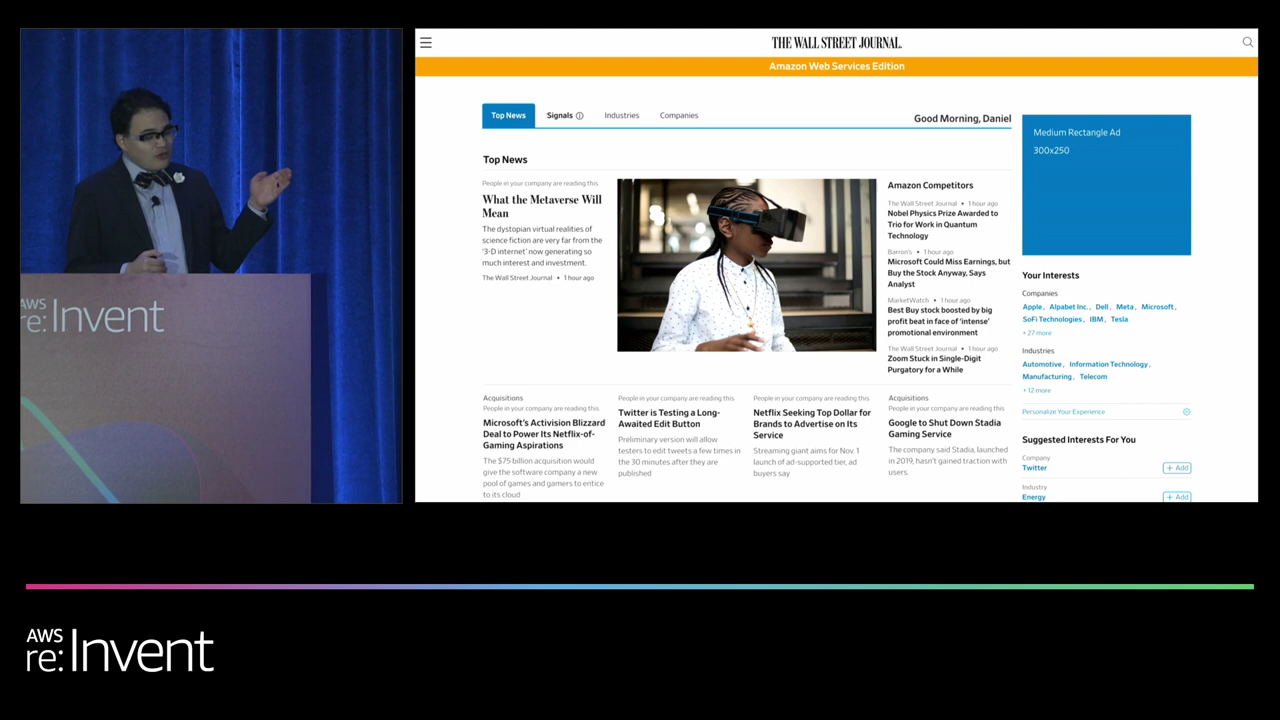 AWS
re:Invent
THE WALL STREET JOURNAL.
Amazon Web Services Edition
Top News
Signals
Industries
Companies
Good Morning, Daniel
Top News
People in your company are reading this
What the Metaverse Will
Mean
The dystopian virtual realities of
science fiction are very far from the
'3-D internet' now generating so
much interest and investment.
The Wall Street Journal • 1 hour ago
Amazon Competitors
The Wall Street Journal • 1 hour ago
Nobel Physics Prize Awarded to
Trio for Work in Quantum
Technology
Barron's • 1 hour ago
Microsoft Could Miss Earnings, but
Buy the Stock Anyway, Says
Analyst
MarketWatch • 1 hour ago
Best Buy stock boosted by big
profit beat in face of 'intense'
promotional environment
The Wall Street Journal • 1 hour ago
Zoom Stuck in Single-Digit
Purgatory for a While
Acquisitions
People in your company are reading this
Microsoft's Activision Blizzard
Deal to Power Its Netflix-of-
Gaming Aspirations
The $75 billion acquisition would
give the software company a new
pool of games and gamers to entice
to its cloud
People in your company are reading this
Twitter is Testing a Long-
Awaited Edit Button
Preliminary version will allow
testers to edit tweets a few times in
the 30 minutes after they are
published
People in your company are reading this
Netflix Seeking Top Dollar for
Brands to Advertise on Its
Service
Streaming giant aims for Nov. 1
launch of ad-supported tier, ad
buyers say
Acquisitions
People in your company are reading this
Google to Shut Down Stadia
Gaming Service
The company said Stadia, launched
in 2019, hasn't gained traction with
users.
Medium Rectangle Ad
300x250
Your Interests
Companies
Apple, Alpabet Inc., Dell, Meta, Microsoft,
SoFi Technologies, IBM, Tesla
+ 27 more
Industries
Automotive, Information Technology,
Manufacturing, Telecom
+ 12 more
Personalize Your Experience
Suggested Interests For You
Company
Twitter
+ Add
Industry
Energy
+ Add
AWS
re:Invent